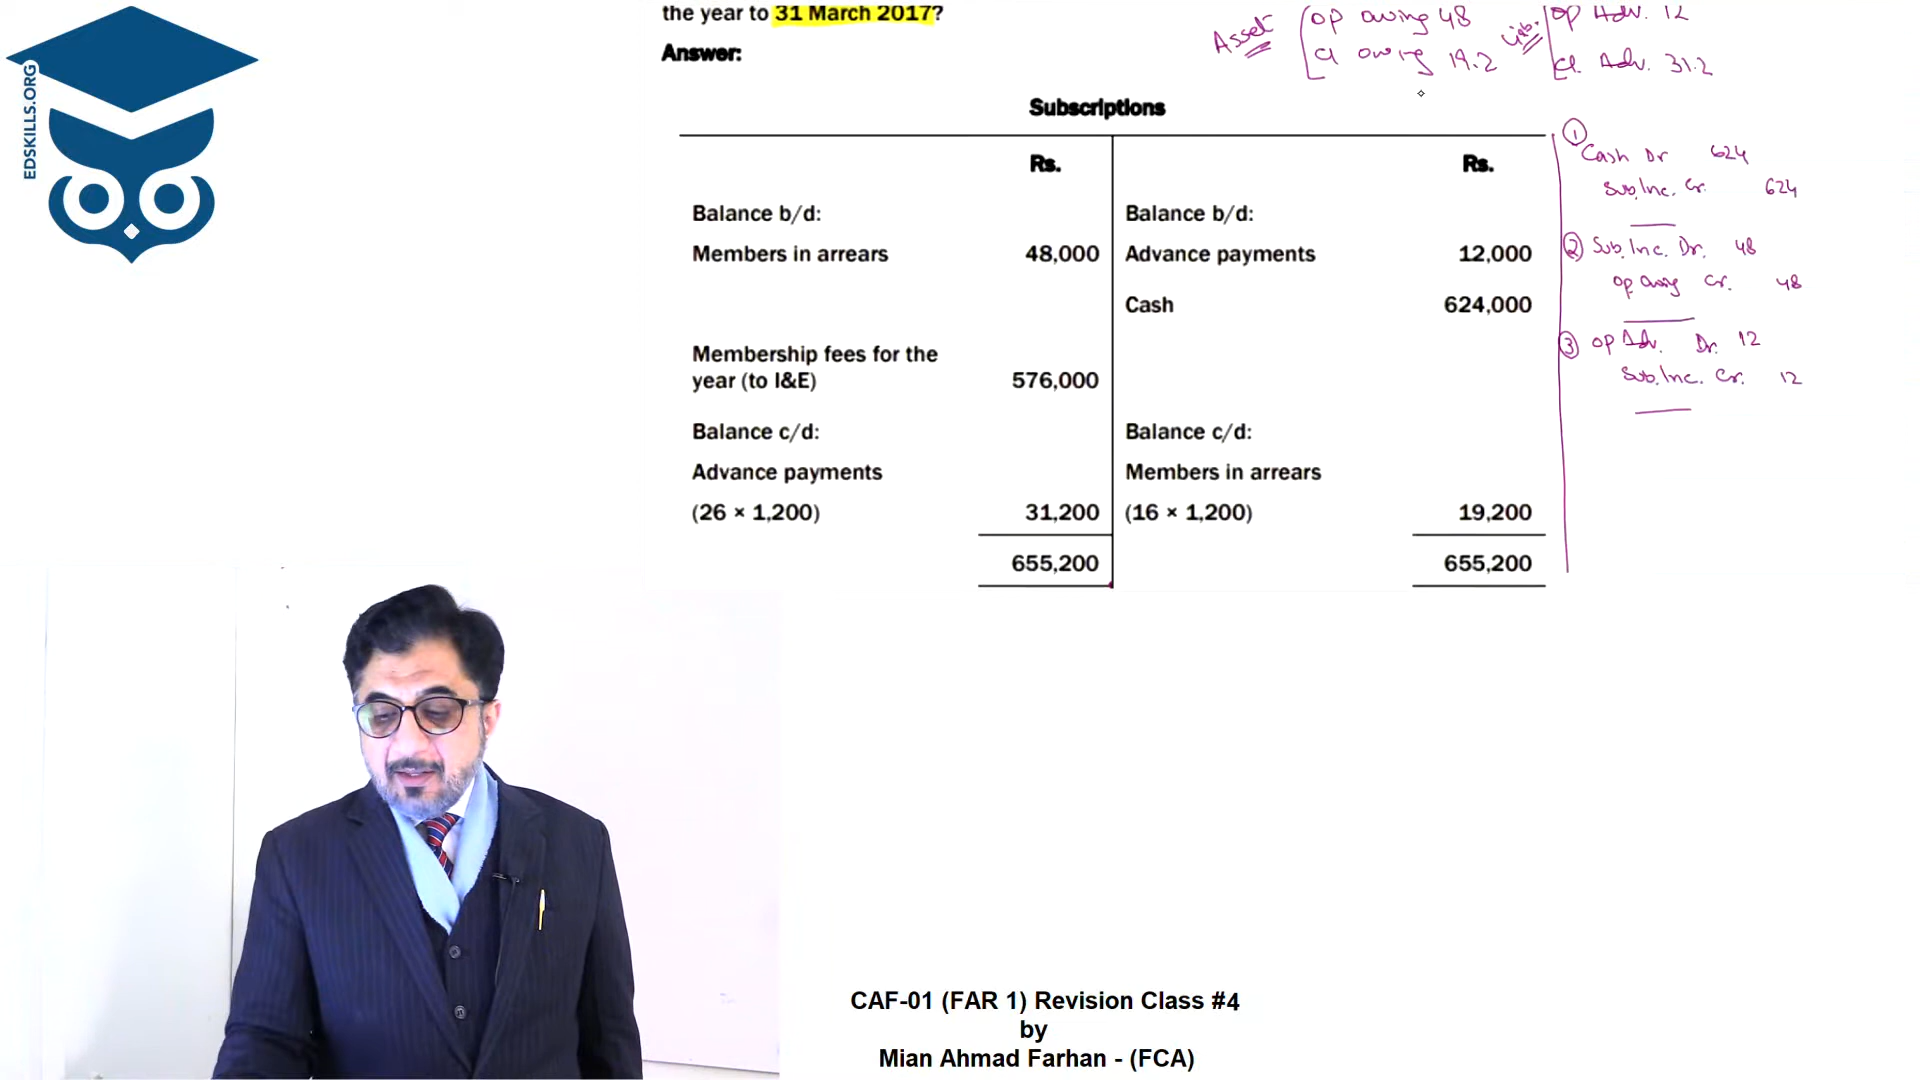 EDSKILLS.ORG
the year to 31 March 2017?
Answer:
Asset
op owing 48
cl owing 19.2
Liab.
op Adv. 12
cl. Adv. 31.2
Subscriptions
Rs. Rs.
Balance b/d: Balance b/d:
Members in arrears 48,000 Advance payments 12,000
Cash 624,000
Membership fees for the
year (to I&E) 576,000
Balance c/d: Balance c/d:
Advance payments Members in arrears
(26 × 1,200) 31,200 (16 × 1,200) 19,200
655,200 655,200
① Cash Dr 624
Sub.Inc. Cr. 624
② Sub.Inc. Dr. 48
op owing Cr. 48
③ op Adv. Dr. 12
Sub.Inc. Cr. 12
CAF-01 (FAR 1) Revision Class #4
by
Mian Ahmad Farhan - (FCA)